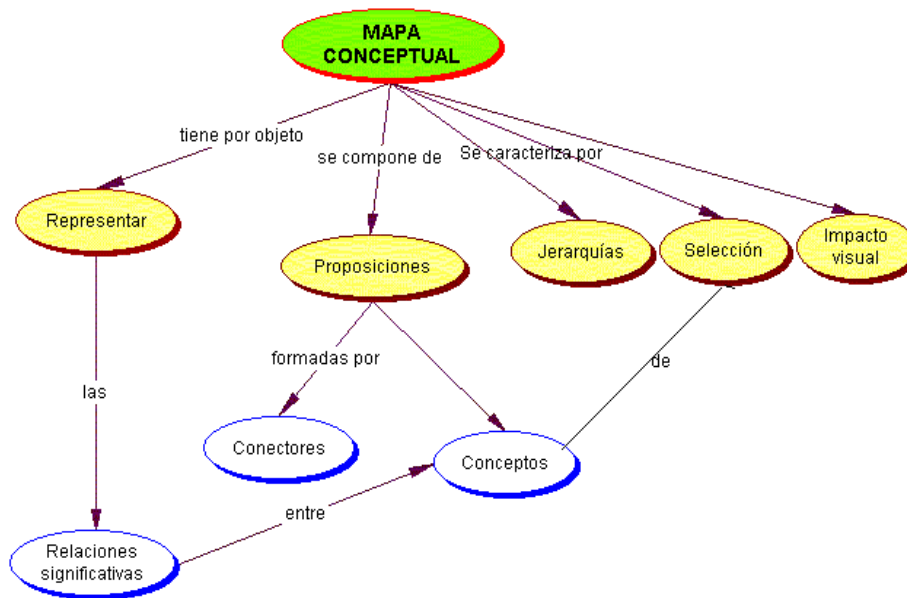 MAPA
CONCEPTUAL
tiene por objeto
se compone de
Se caracteriza por
Representar
Proposiciones
Jerarquías
Selección
Impacto
visual
formadas por
de
las
Conectores
Conceptos
entre
Relaciones
significativas